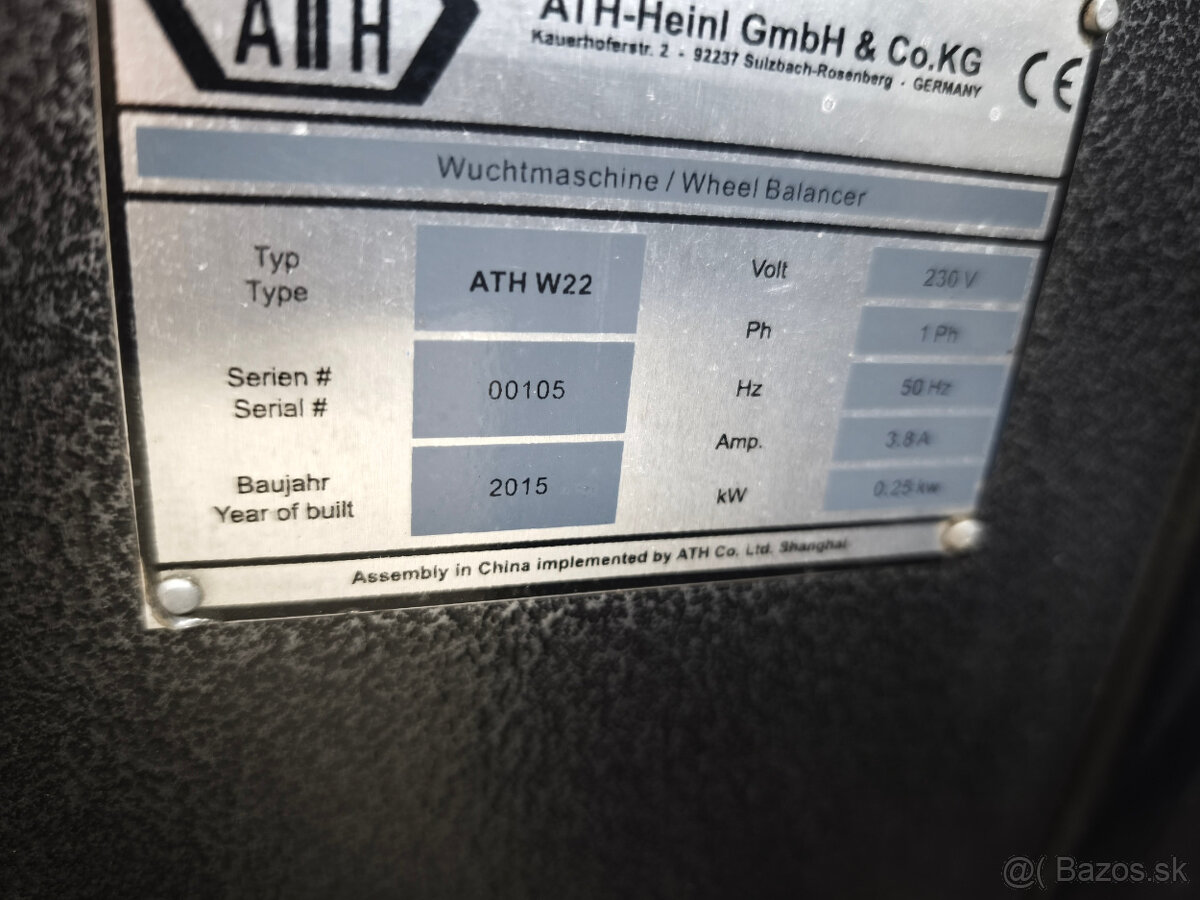 ATH
ATH-Heinl GmbH & Co.KG
Kauerhoferstr. 2 - 92237 Sulzbach-Rosenberg · GERMANY
CE
Wuchtmaschine / Wheel Balancer
Typ
Type
ATH W22
Volt
230 V
Ph
1 Ph
Serien #
Serial #
00105
Hz
50 Hz
Amp.
3.8A
Baujahr
Year of built
2015
kW
0.25 kw
Assembly in China implemented by ATH Co. Ltd. Shanghai
@( Bazos.sk